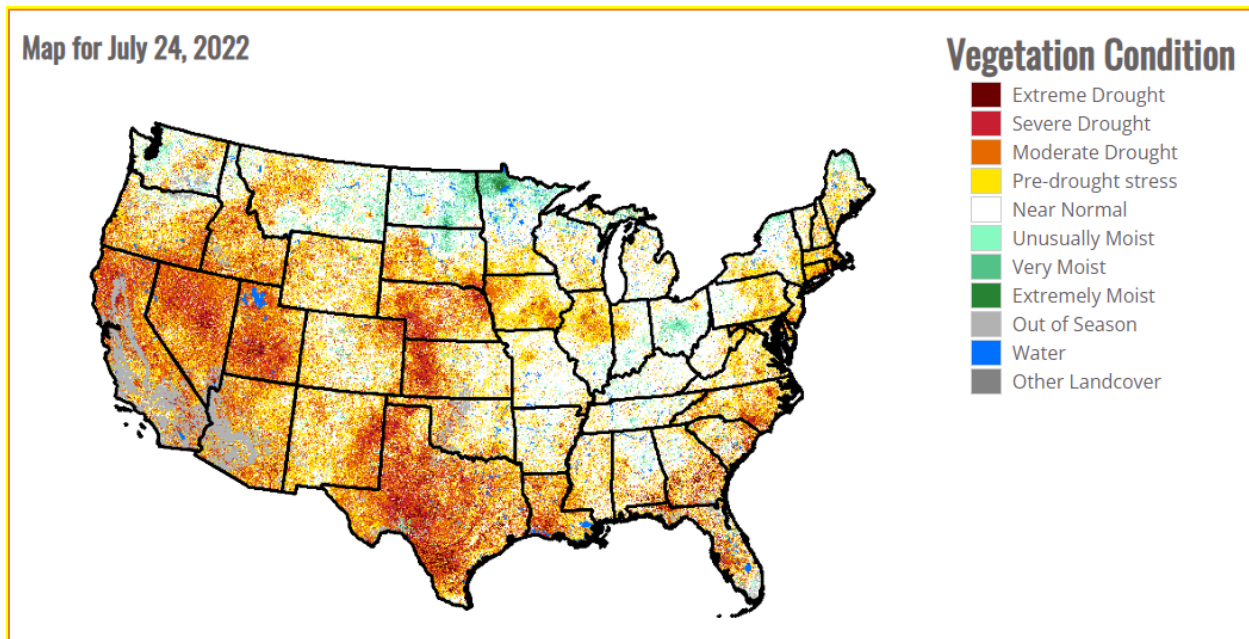 Map for July 24, 2022
Vegetation Condition
Extreme Drought
Severe Drought
Moderate Drought
Pre-drought stress
Near Normal
Unusually Moist
Very Moist
Extremely Moist
Out of Season
Water
Other Landcover